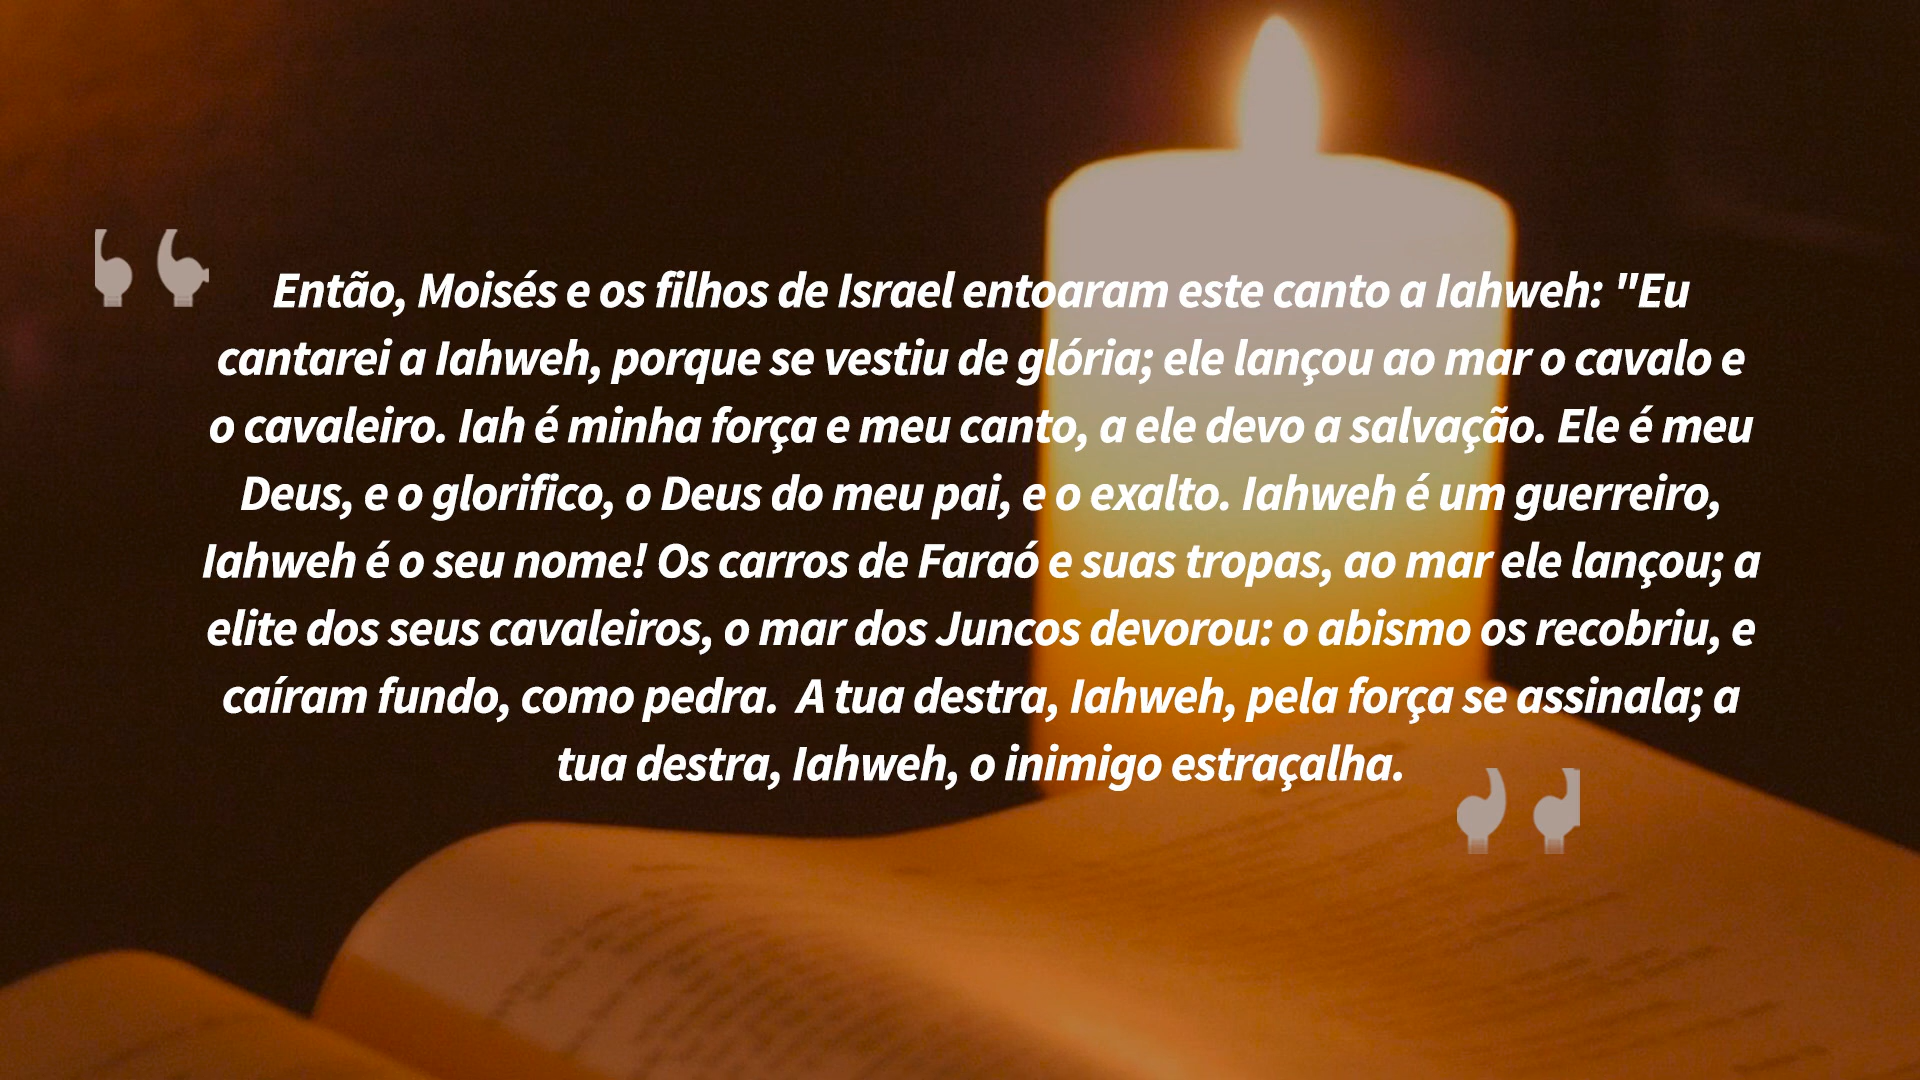 Então, Moisés e os filhos de Israel entoaram este canto a Iahweh: "Eu
cantarei a Iahweh, porque se vestiu de glória; ele lançou ao mar o cavalo e
o cavaleiro. Iah é minha força e meu canto, a ele devo a salvação. Ele é meu
Deus, e o glorifico, o Deus do meu pai, e o exalto. Iahweh é um guerreiro,
Iahweh é o seu nome! Os carros de Faraó e suas tropas, ao mar ele lançou; a
elite dos seus cavaleiros, o mar dos Juncos devorou: o abismo os recobriu, e
caíram fundo, como pedra.  A tua destra, Iahweh, pela força se assinala; a
tua destra, Iahweh, o inimigo estraçalha.